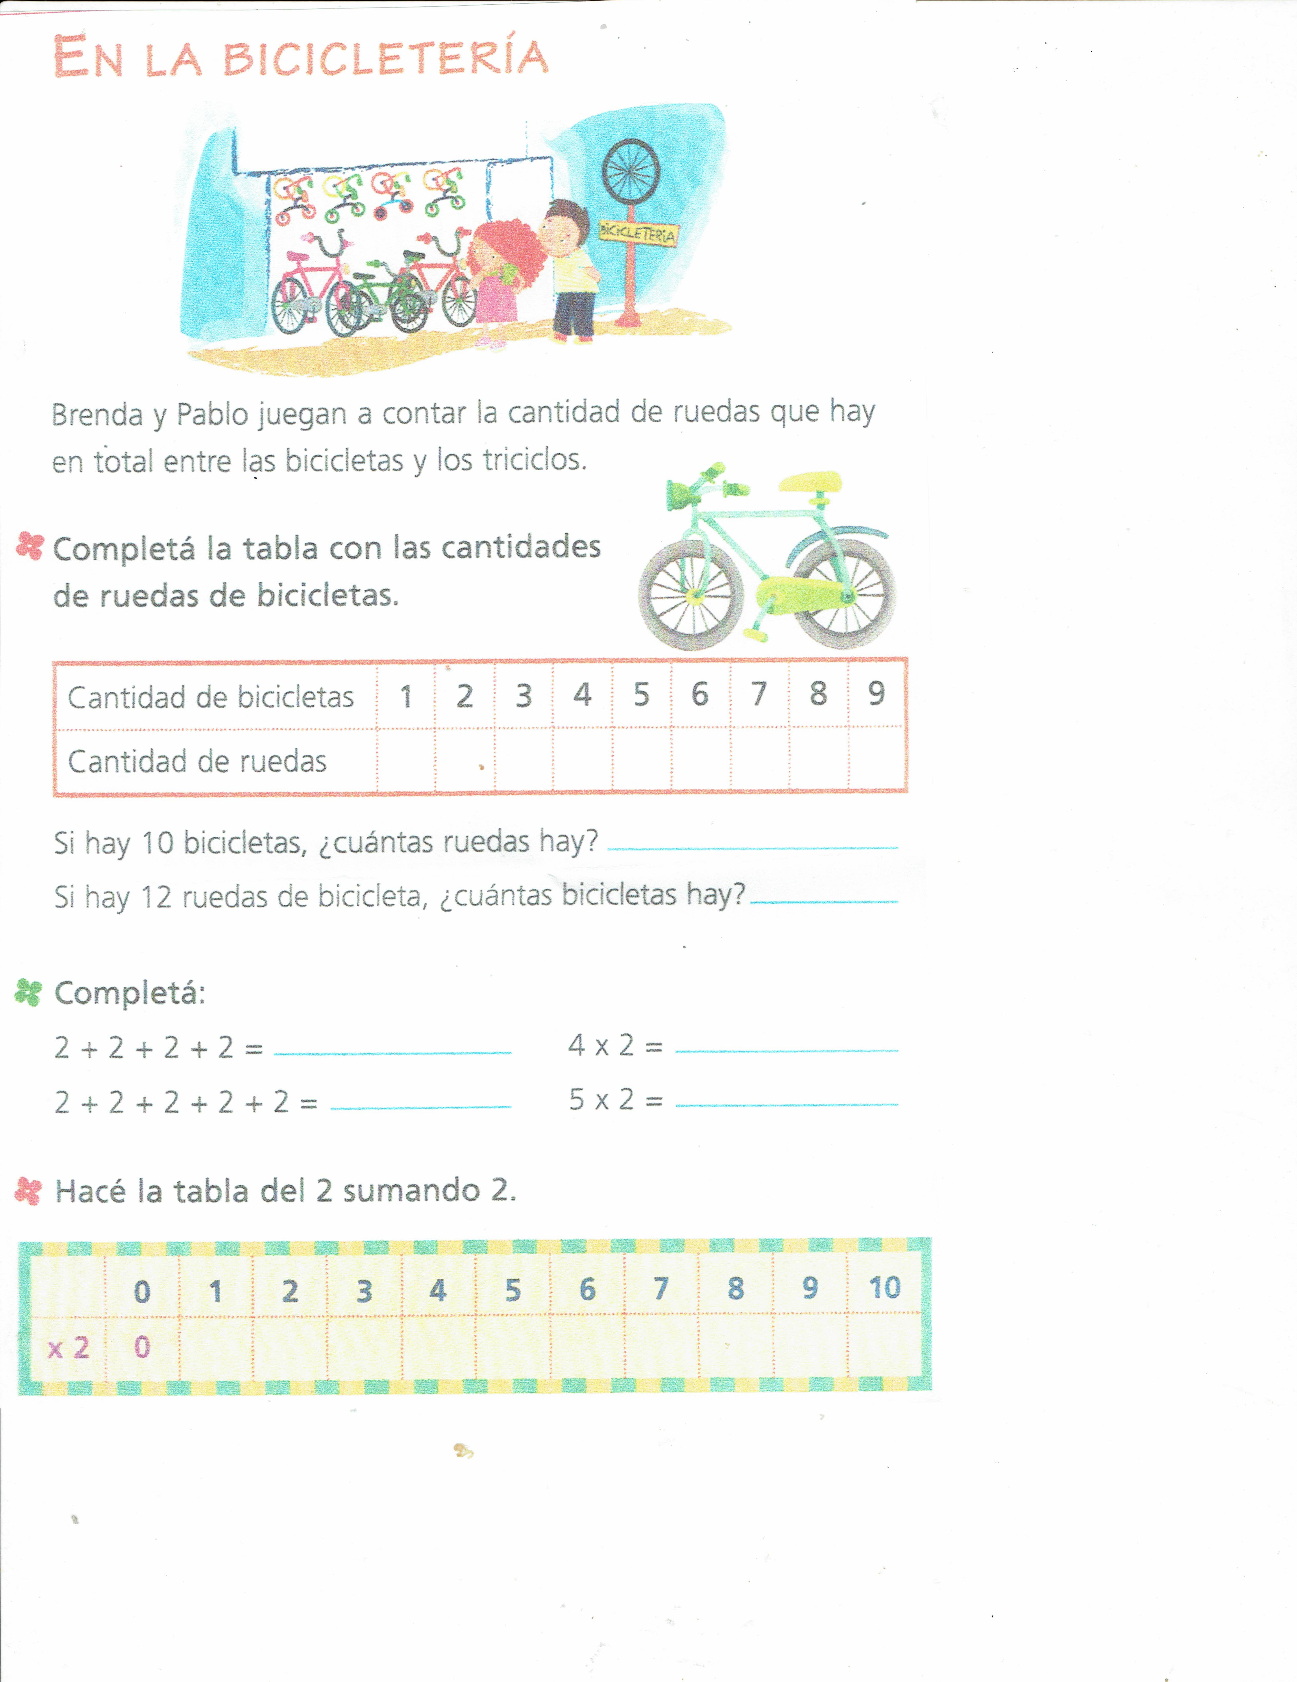 EN LA BICICLETERÍA
BICICLETERÍA
Brenda y Pablo juegan a contar la cantidad de ruedas que hay
en total entre las bicicletas y los triciclos.
Completá la tabla con las cantidades
de ruedas de bicicletas.
Cantidad de bicicletas 1 2 3 4 5 6 7 8 9
Cantidad de ruedas
Si hay 10 bicicletas, ¿cuántas ruedas hay?
Si hay 12 ruedas de bicicleta, ¿cuántas bicicletas hay?
Completá:
2 + 2 + 2 + 2 = 4 x 2 =
2 + 2 + 2 + 2 + 2 = 5 x 2 =
Hacé la tabla del 2 sumando 2.
0 1 2 3 4 5 6 7 8 9 10
x 2 0